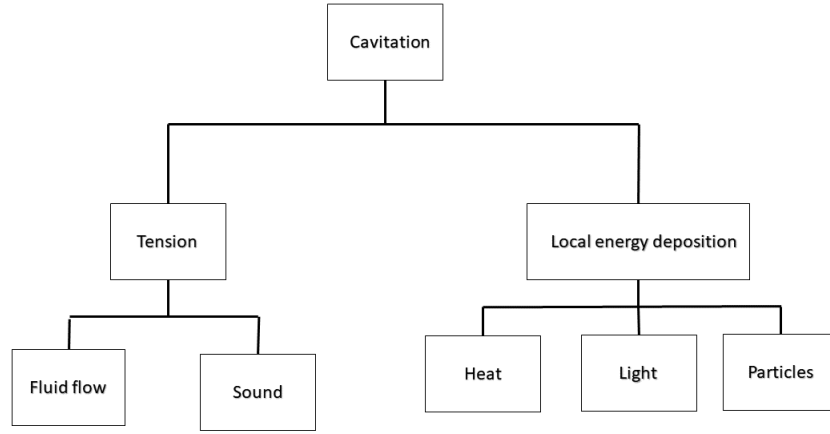 Cavitation
Tension
Local energy deposition
Fluid flow
Sound
Heat
Light
Particles